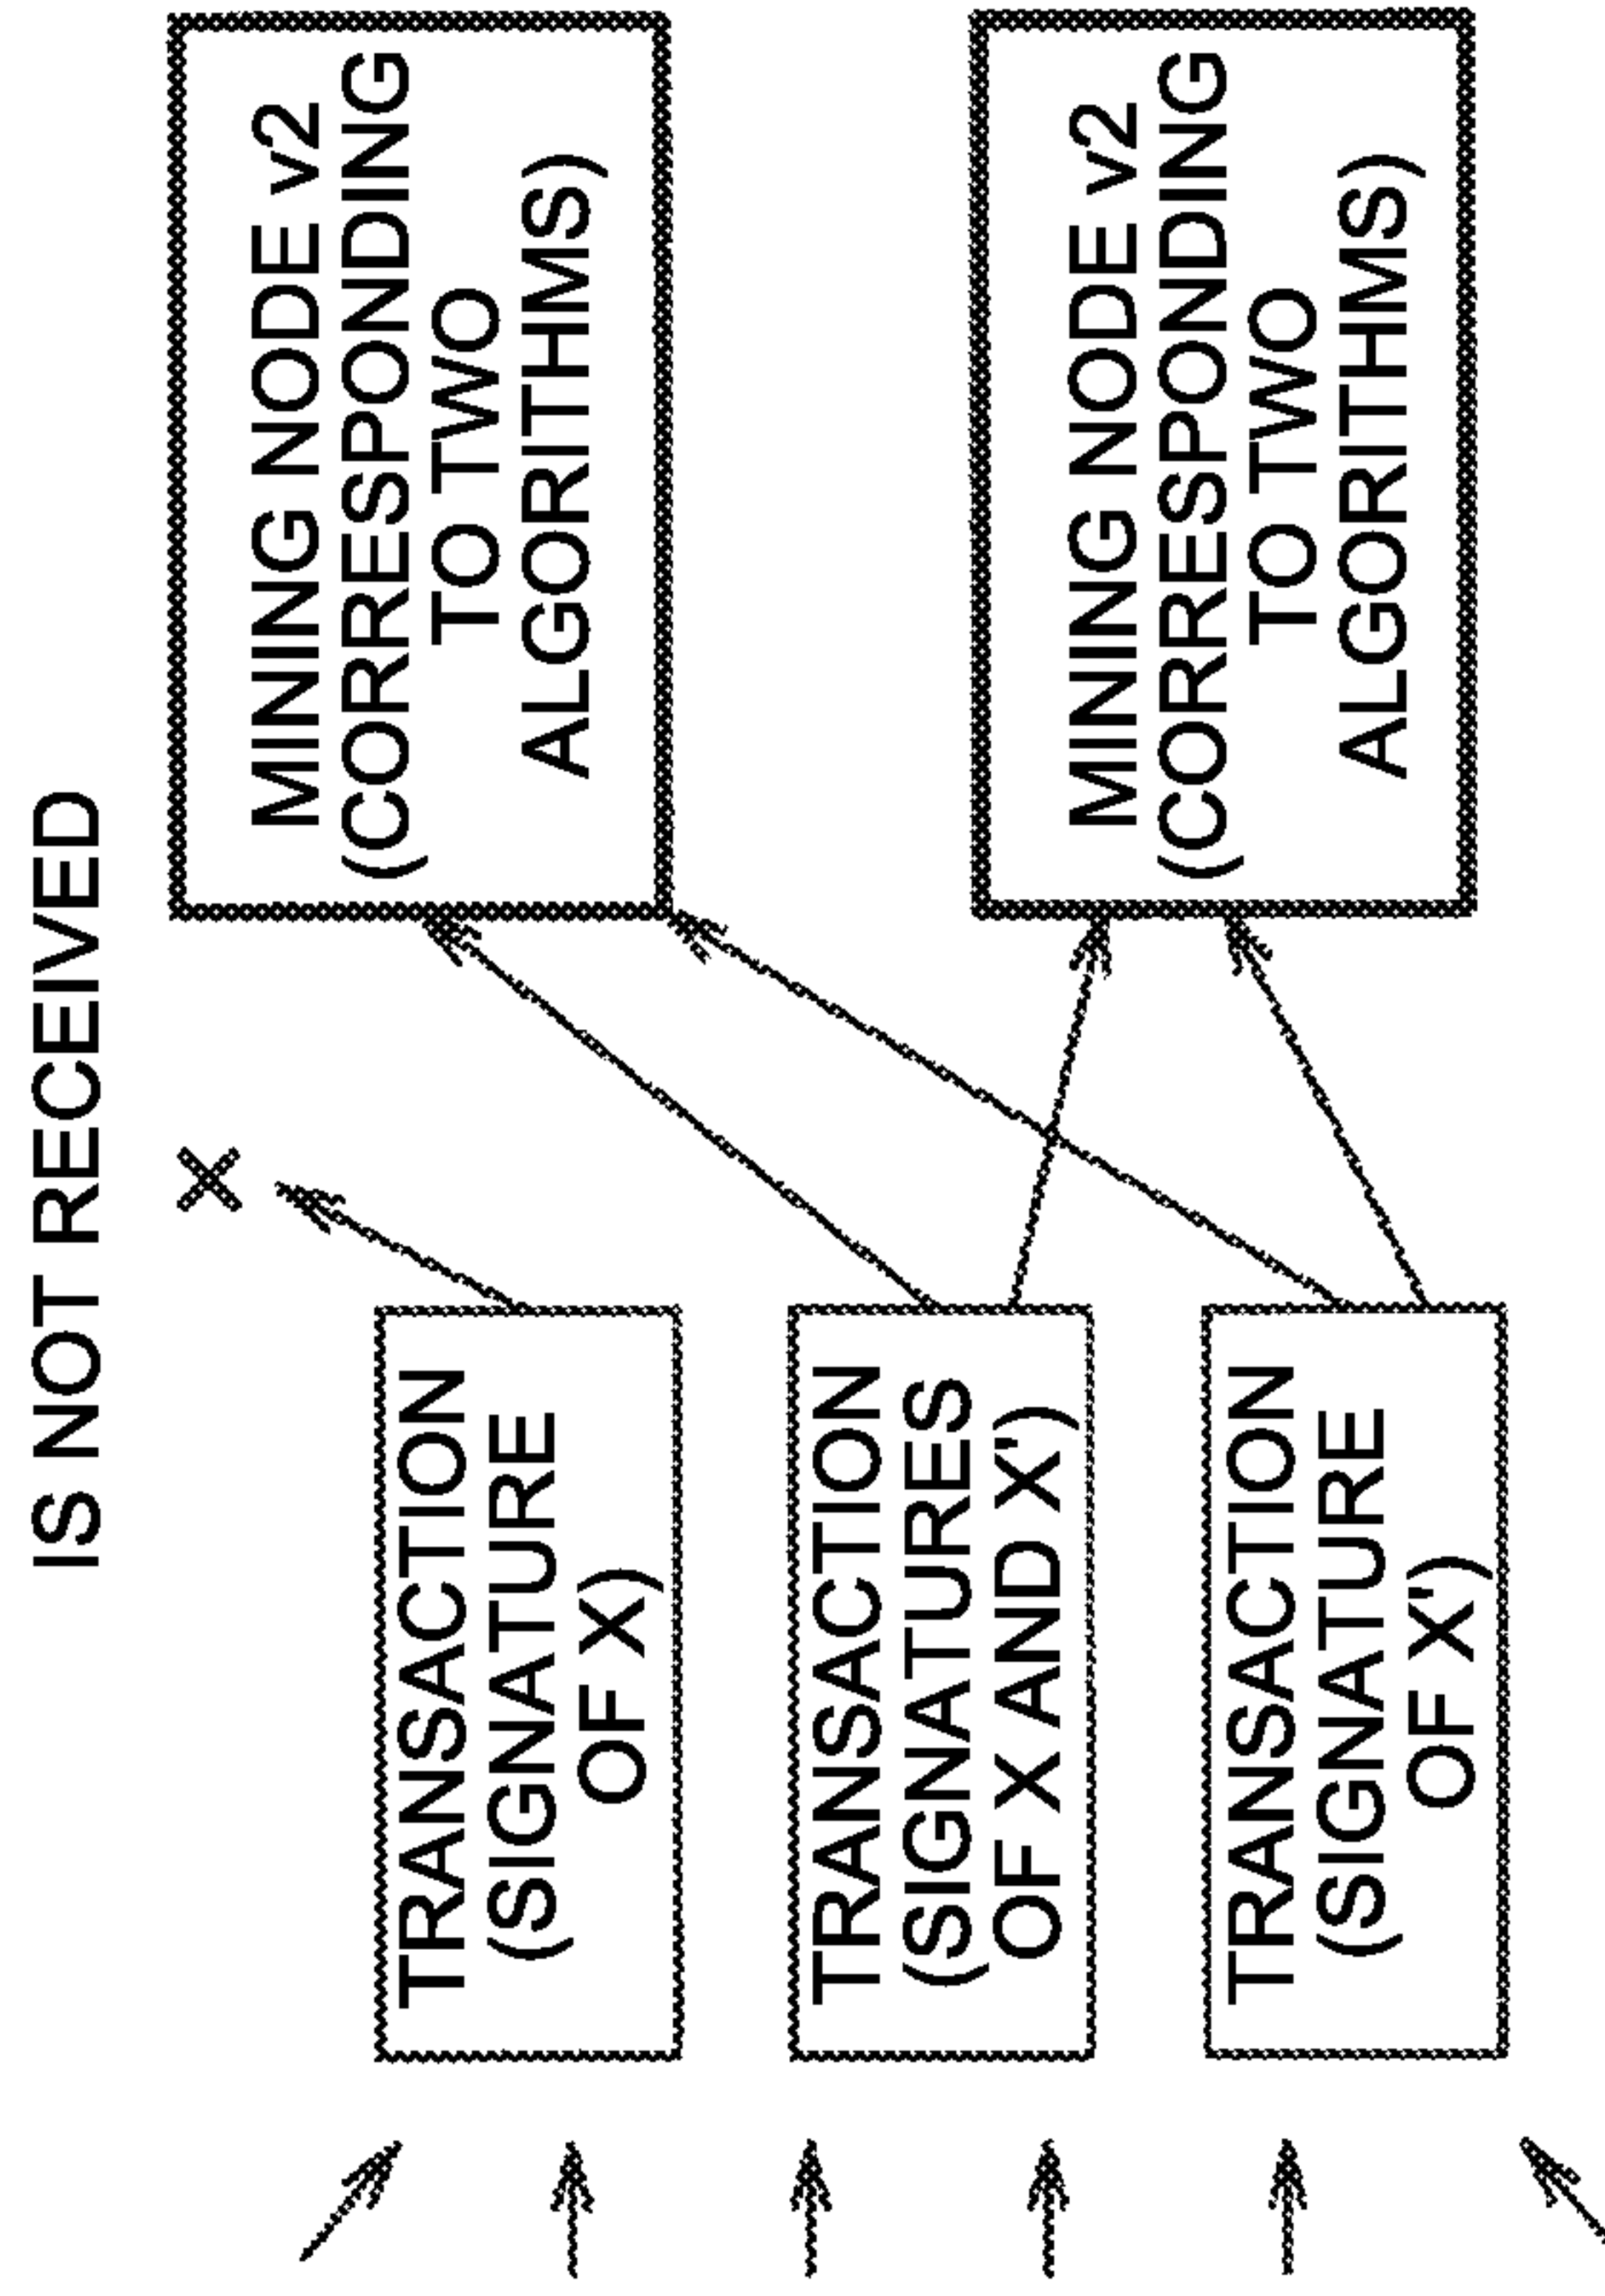 IS NOT RECEIVED
TRANSACTION
(SIGNATURE
OF X)
MINING NODE v2
(CORRESPONDING
TO TWO
ALGORITHMS)
TRANSACTION
(SIGNATURES
OF X AND X')
TRANSACTION
(SIGNATURE
OF X')
MINING NODE v2
(CORRESPONDING
TO TWO
ALGORITHMS)